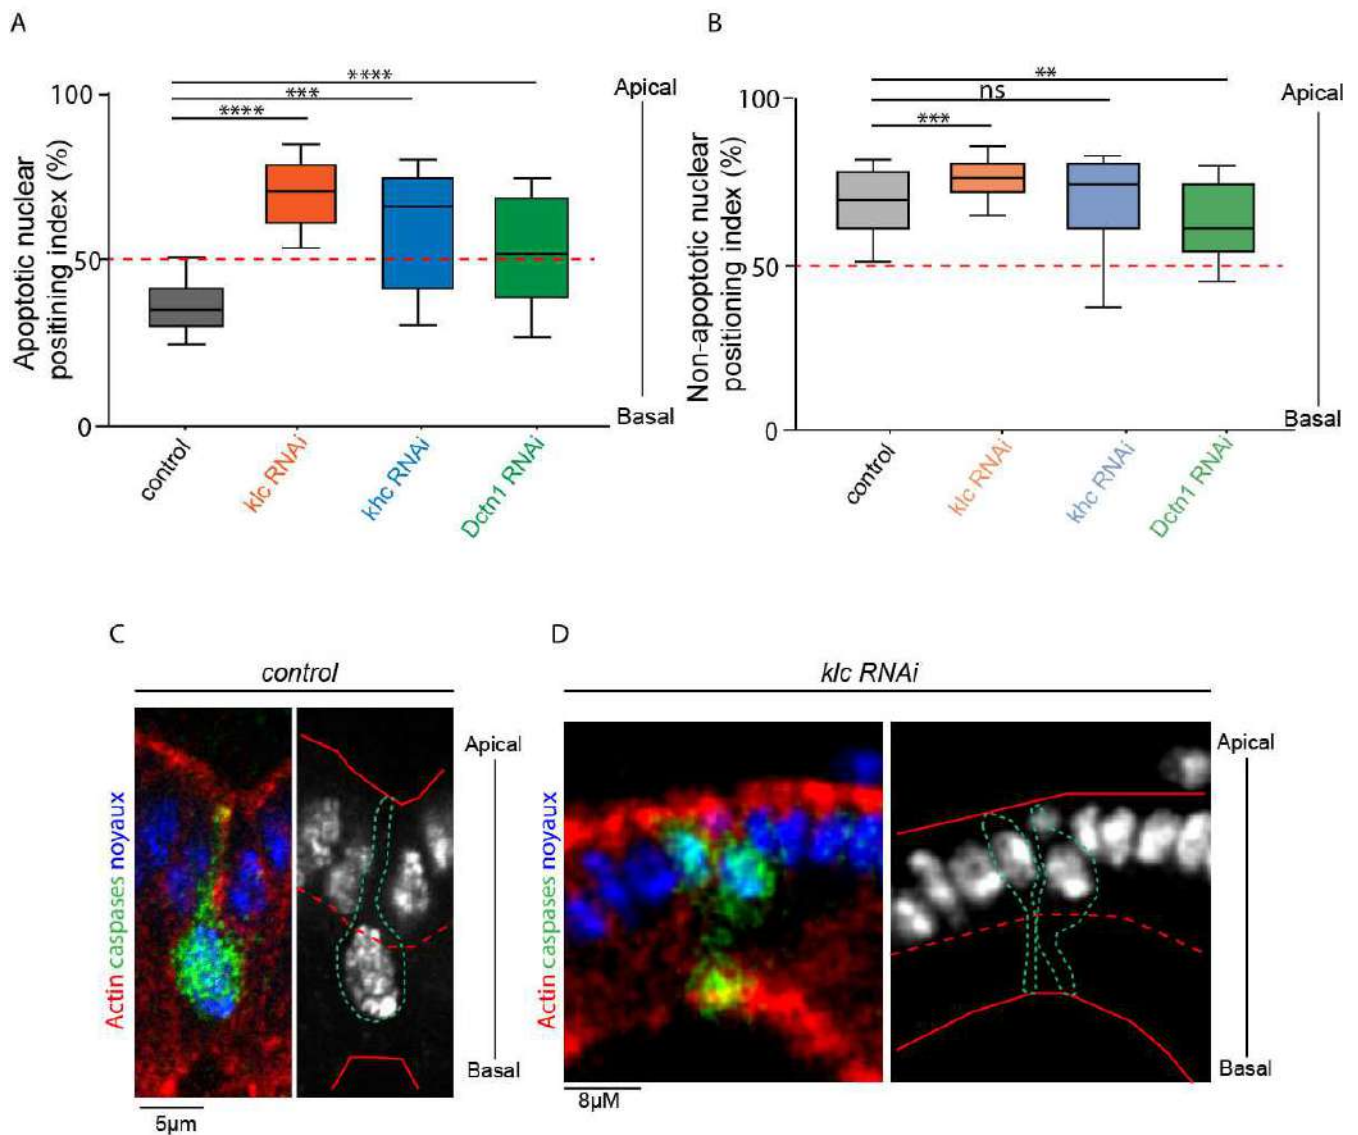 A
B
****
***
****
**
ns
***
100
50
0
Apoptotic nuclear
positining index (%)
Apical
Basal
control
klc RNAi
khc RNAi
Dctn1 RNAi
100
50
0
Non-apoptotic nuclear
positioning index (%)
Apical
Basal
control
klc RNAi
khc RNAi
Dctn1 RNAi
C
D
control
klc RNAi
Actin caspases noyaux
Apical
Basal
5µm
Actin caspases noyaux
Apical
Basal
8µM